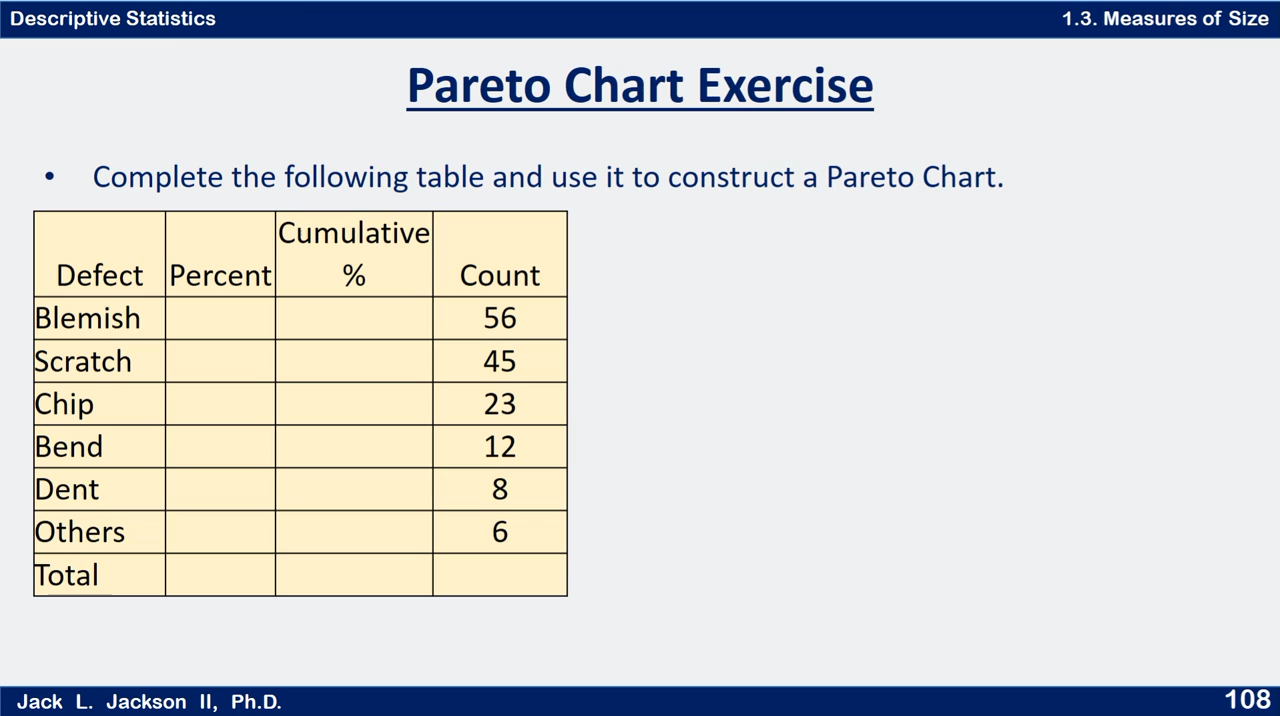 Descriptive Statistics
1.3. Measures of Size
Pareto Chart Exercise
• Complete the following table and use it to construct a Pareto Chart.
Defect Percent Cumulative % Count
Blemish 56
Scratch 45
Chip 23
Bend 12
Dent 8
Others 6
Total
Jack L. Jackson II, Ph.D.
108